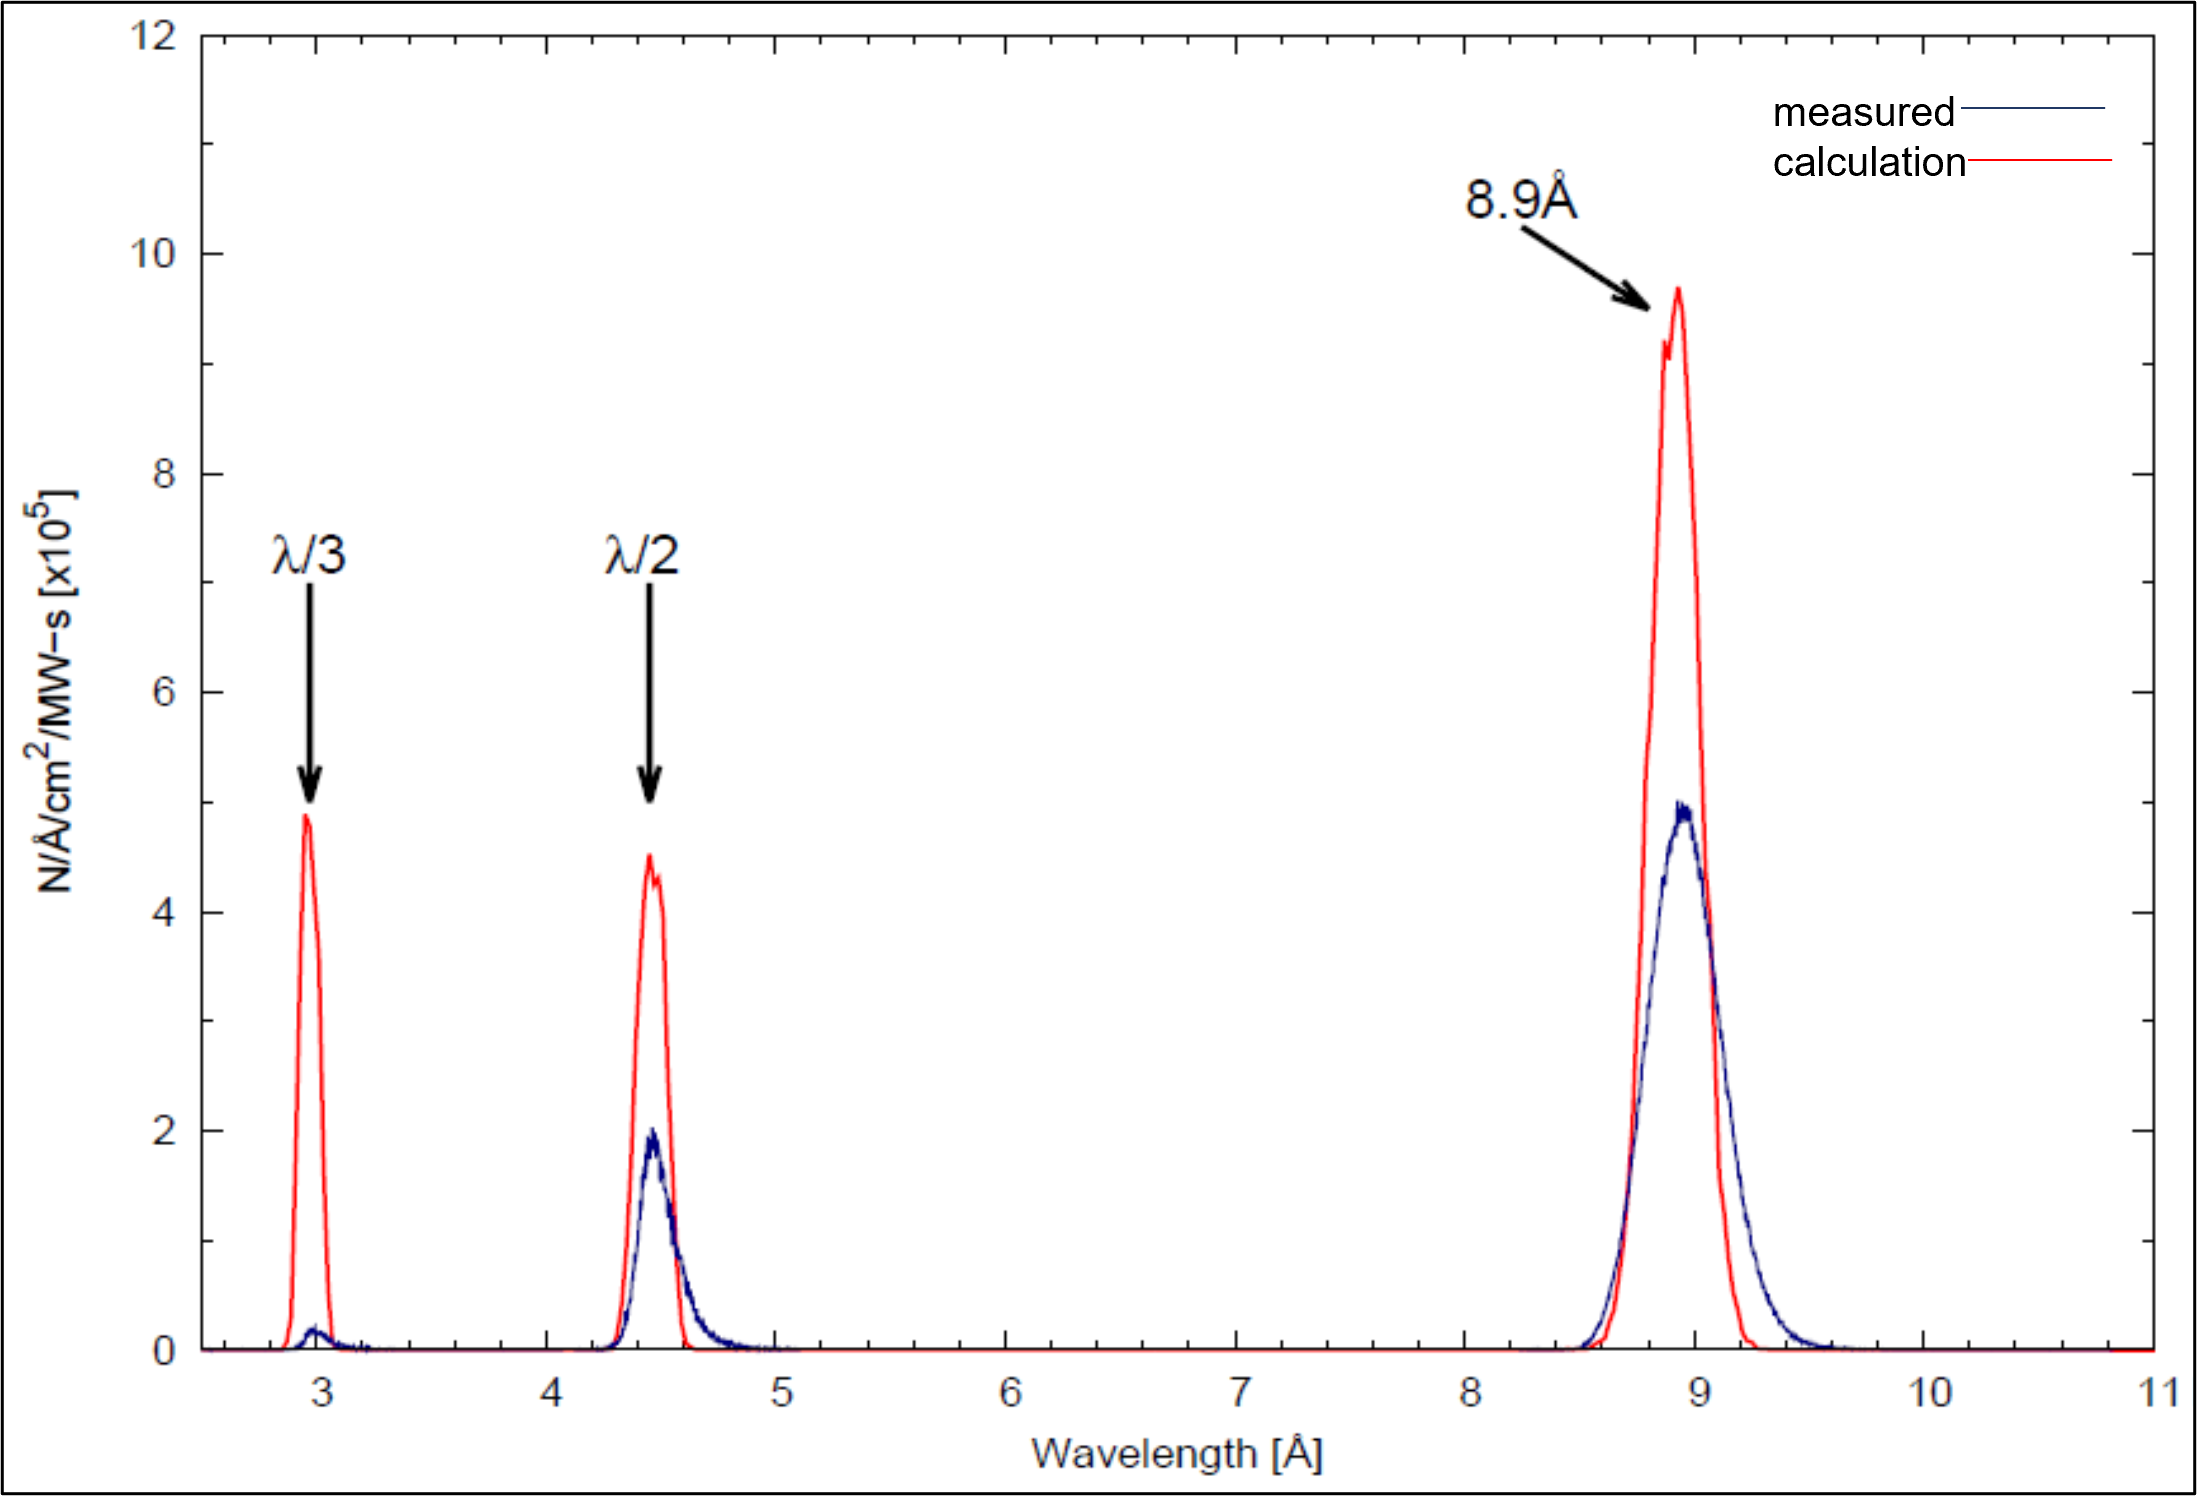 12
10
8
6
4
2
0
N/Å/cm²/MW−s [x10⁵]
measured
calculation
8.9Å
λ/3
λ/2
3 4 5 6 7 8 9 10 11
Wavelength [Å]